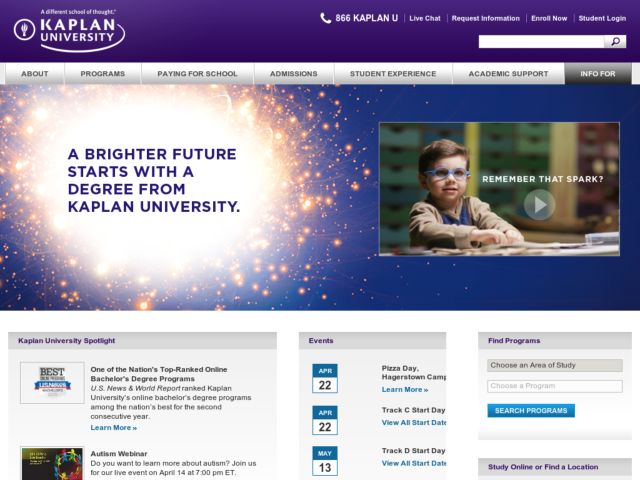 A different school of thought.®
KAPLAN
UNIVERSITY
866 KAPLAN U
Live Chat
Request Information
Enroll Now
Student Login
ABOUT
PROGRAMS
PAYING FOR SCHOOL
ADMISSIONS
STUDENT EXPERIENCE
ACADEMIC SUPPORT
INFO FOR
A BRIGHTER FUTURE
STARTS WITH A
DEGREE FROM
KAPLAN UNIVERSITY.
REMEMBER THAT SPARK?
Kaplan University Spotlight
BEST
One of the Nation's Top-Ranked Online
Bachelor's Degree Programs
U.S. News & World Report ranked Kaplan
University's online bachelor's degree programs
among the nation's best for the second
consecutive year.
Learn More »
Autism Webinar
Do you want to learn more about autism? Join us
for our live event on April 14 at 7:00 pm ET.
Events
APR
22
Pizza Day,
Hagerstown Camp
Learn More »
APR
22
Track C Start Day
View All Start Date
MAY
13
Track D Start Day
View All Start Date
Find Programs
Choose an Area of Study
Choose a Program
SEARCH PROGRAMS
Study Online or Find a Location